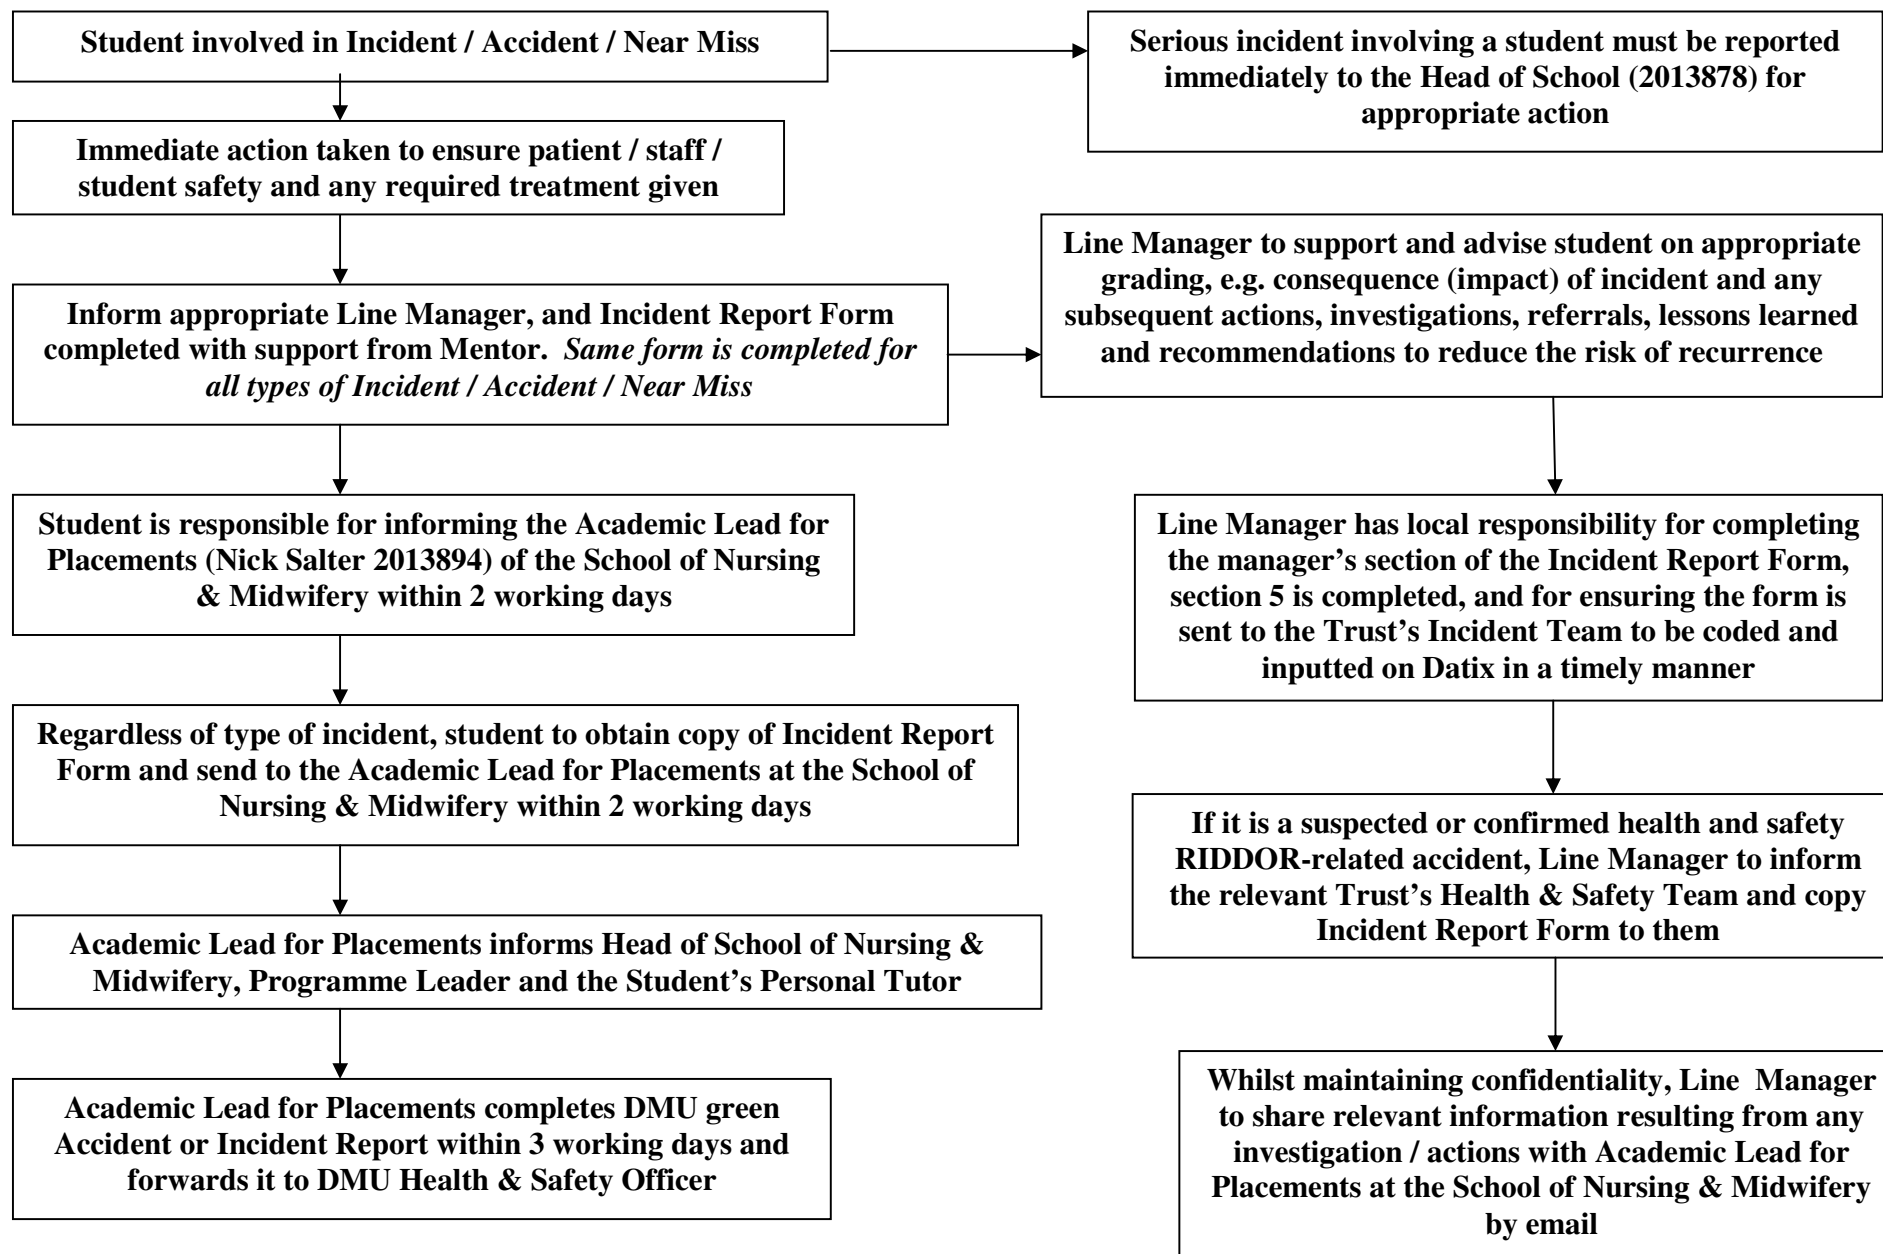 Student involved in Incident / Accident / Near Miss
Serious incident involving a student must be reported
immediately to the Head of School (2013878) for
appropriate action
Immediate action taken to ensure patient / staff /
student safety and any required treatment given
Line Manager to support and advise student on appropriate
grading, e.g. consequence (impact) of incident and any
subsequent actions, investigations, referrals, lessons learned
and recommendations to reduce the risk of recurrence
Inform appropriate Line Manager, and Incident Report Form
completed with support from Mentor.  Same form is completed for
all types of Incident / Accident / Near Miss
Student is responsible for informing the Academic Lead for
Placements (Nick Salter 2013894) of the School of Nursing
& Midwifery within 2 working days
Line Manager has local responsibility for completing
the manager’s section of the Incident Report Form,
section 5 is completed, and for ensuring the form is
sent to the Trust’s Incident Team to be coded and
inputted on Datix in a timely manner
Regardless of type of incident, student to obtain copy of Incident Report
Form and send to the Academic Lead for Placements at the School of
Nursing & Midwifery within 2 working days
If it is a suspected or confirmed health and safety
RIDDOR-related accident, Line Manager to inform
the relevant Trust’s Health & Safety Team and copy
Incident Report Form to them
Academic Lead for Placements informs Head of School of Nursing &
Midwifery, Programme Leader and the Student’s Personal Tutor
Academic Lead for Placements completes DMU green
Accident or Incident Report within 3 working days and
forwards it to DMU Health & Safety Officer
Whilst maintaining confidentiality, Line  Manager
to share relevant information resulting from any
investigation / actions with Academic Lead for
Placements at the School of Nursing & Midwifery
by email